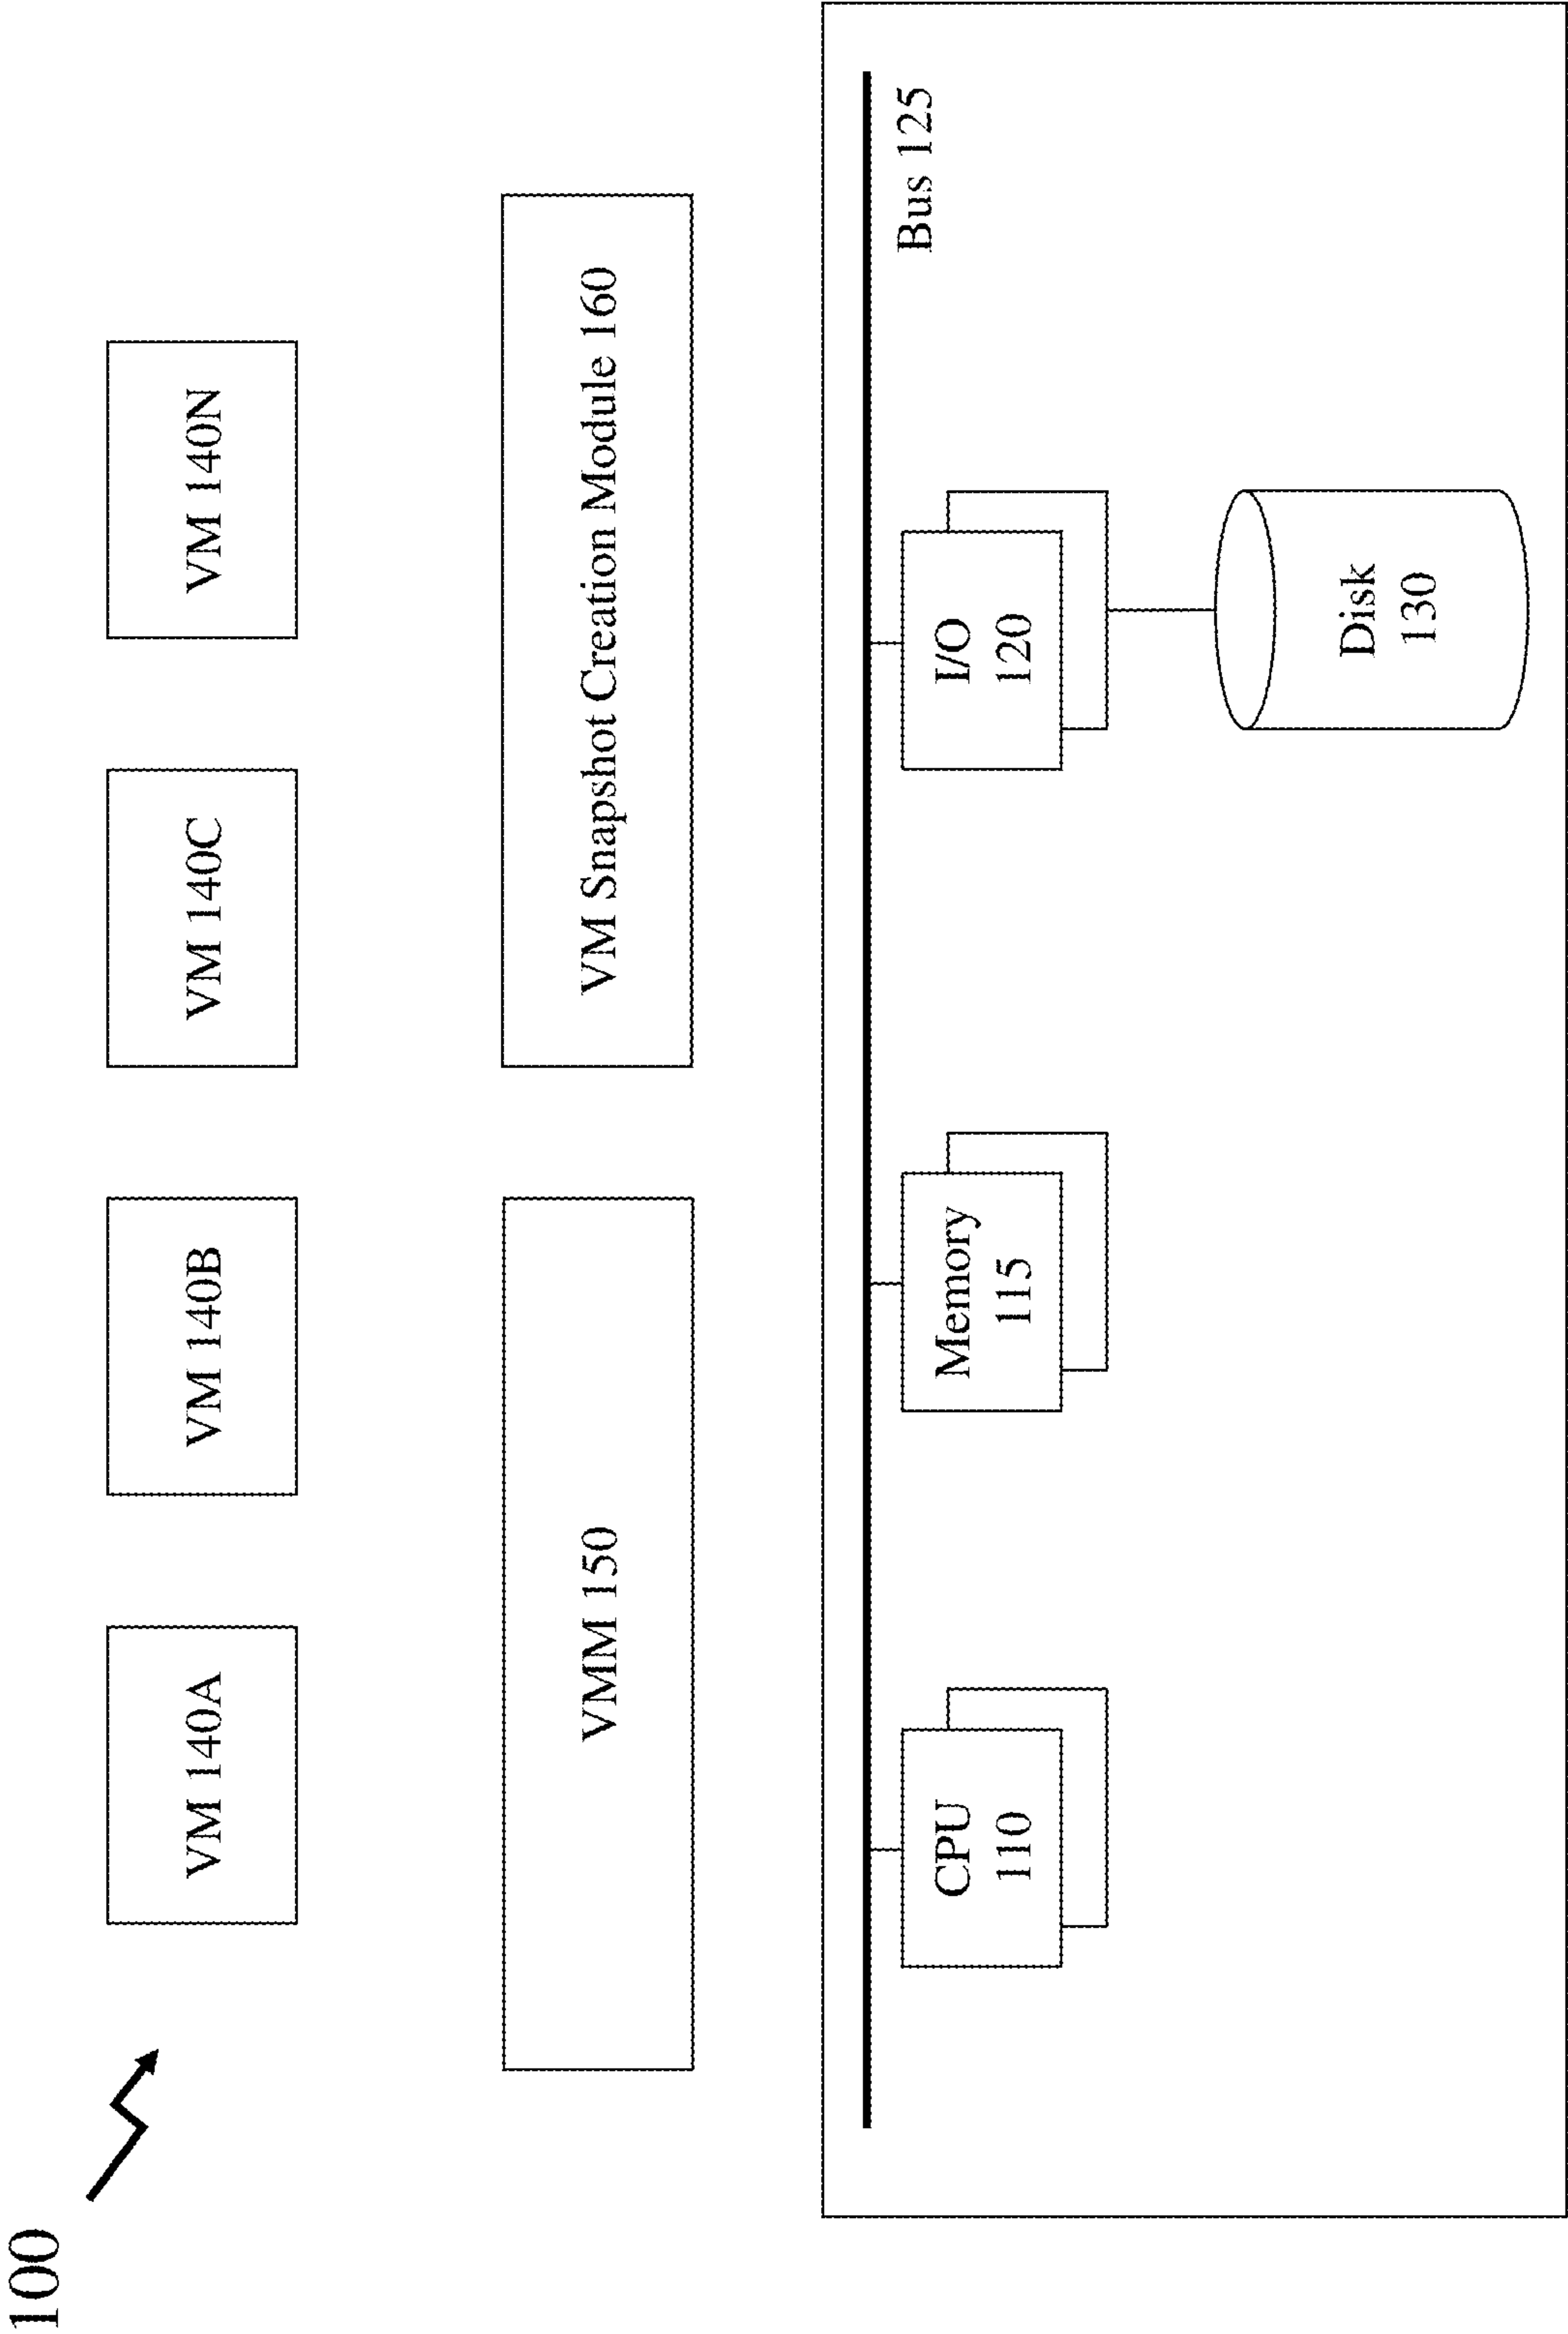 100
VM 140A
VM 140B
VM 140C
VM 140N
VMM 150
VM Snapshot Creation Module 160
Bus 125
CPU
110
Memory
115
I/O
120
Disk
130